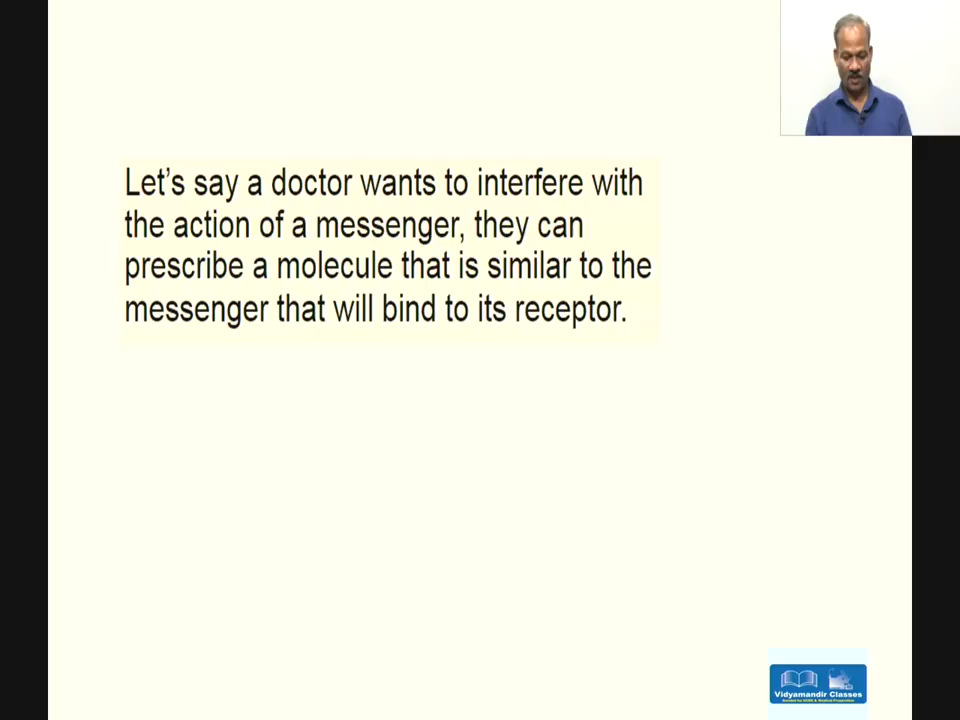 Let's say a doctor wants to interfere with
the action of a messenger, they can
prescribe a molecule that is similar to the
messenger that will bind to its receptor.
Vidyamandir Classes